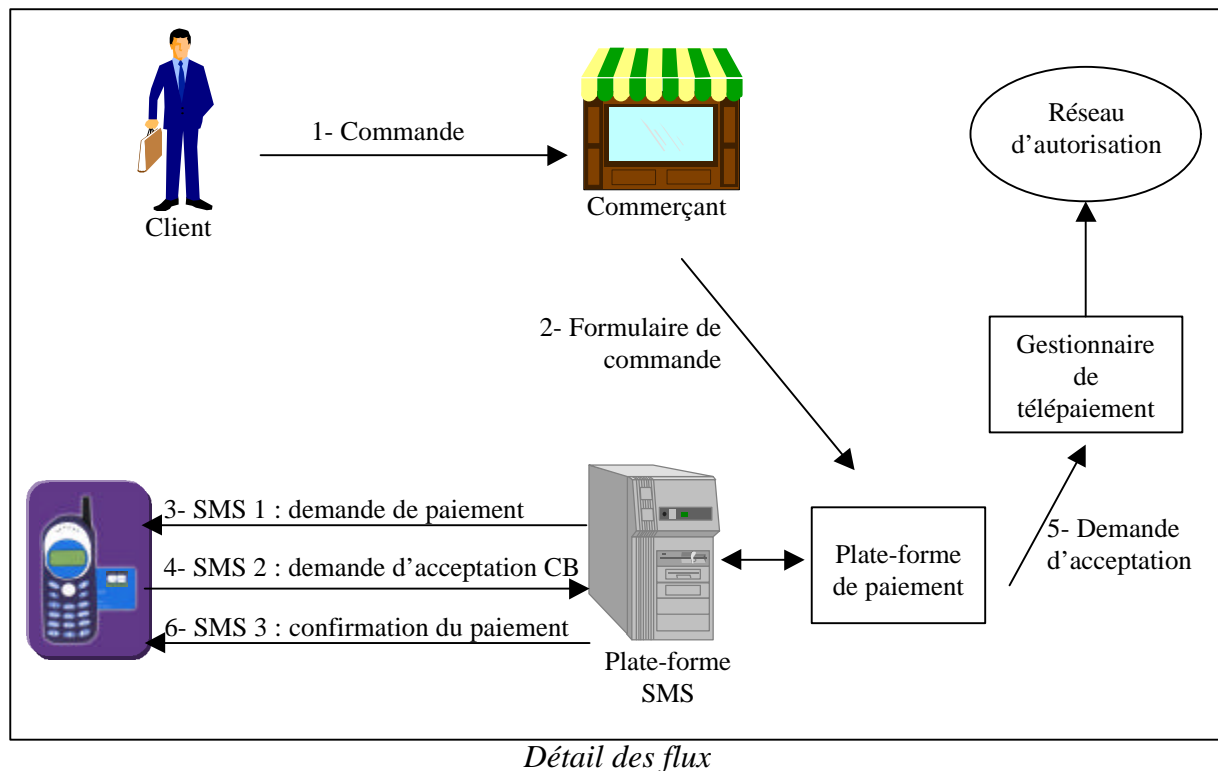 1- Commande
Client
Commerçant
Réseau
d'autorisation
2- Formulaire de
commande
Gestionnaire
de
télépaiement
3- SMS 1 : demande de paiement
4- SMS 2 : demande d'acceptation CB
6- SMS 3 : confirmation du paiement
Plate-forme
SMS
Plate-forme
de paiement
5- Demande
d'acceptation
Détail des flux